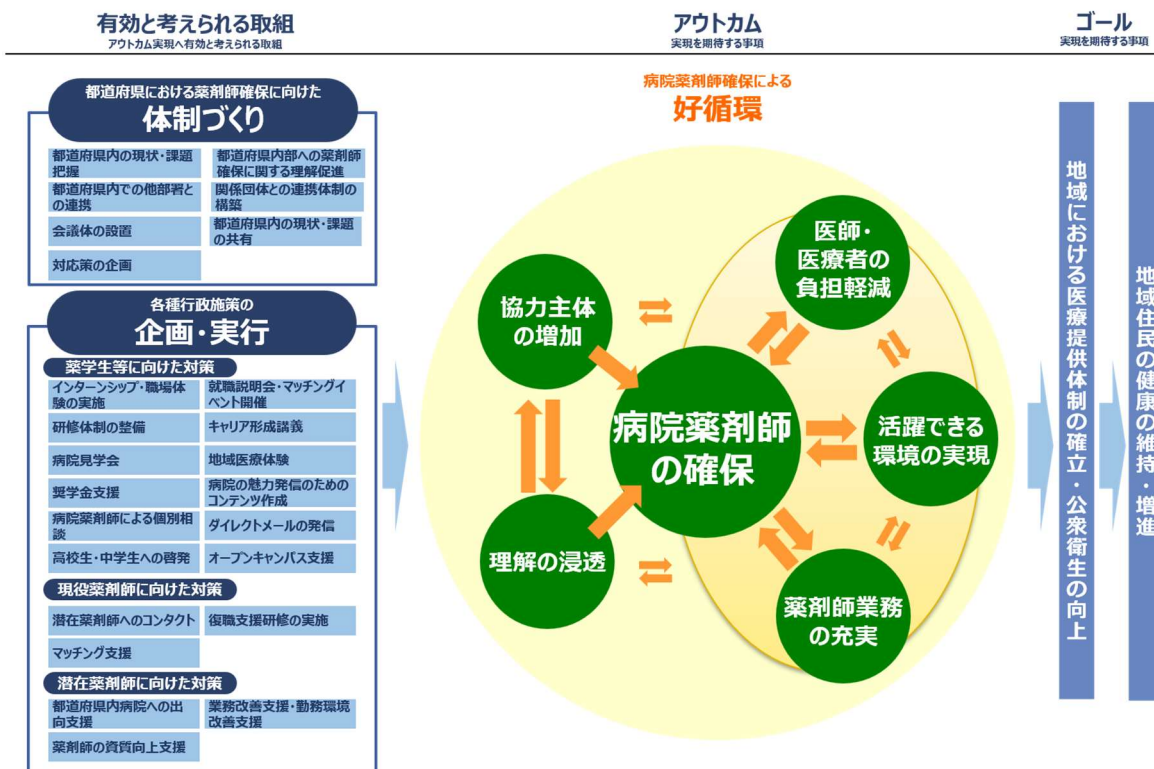 有効と考えられる取組
アウトカム実現へ有効と考えられる取組
アウトカム
実現を期待する事項
ゴール
実現を期待する事項
都道府県における薬剤師確保に向けた
体制づくり
都道府県内の現状・課題
把握
都道府県内部への薬剤師
確保に関する理解促進
都道府県内での他部署と
の連携
関係団体との連携体制の
構築
会議体の設置
都道府県内の現状・課題
の共有
対応策の企画
各種行政施策の
企画・実行
薬学生等に向けた対策
インターンシップ・職場体
験の実施
就職説明会・マッチングイ
ベント開催
研修体制の整備
キャリア形成講義
病院見学会
地域医療体験
奨学金支援
病院の魅力発信のための
コンテンツ作成
病院薬剤師による個別相
談
ダイレクトメールの発信
高校生・中学生への啓発
オープンキャンパス支援
現役薬剤師に向けた対策
潜在薬剤師へのコンタクト
復職支援研修の実施
マッチング支援
潜在薬剤師に向けた対策
都道府県内病院への出
向支援
業務改善支援・勤務環境
改善支援
薬剤師の資質向上支援
病院薬剤師確保による
好循環
協力主体
の増加
理解の浸透
病院薬剤師
の確保
医師・
医療者の
負担軽減
活躍できる
環境の実現
薬剤師業務
の充実
地域における医療提供体制の確立・公衆衛生の向上
地域住民の健康の維持・増進